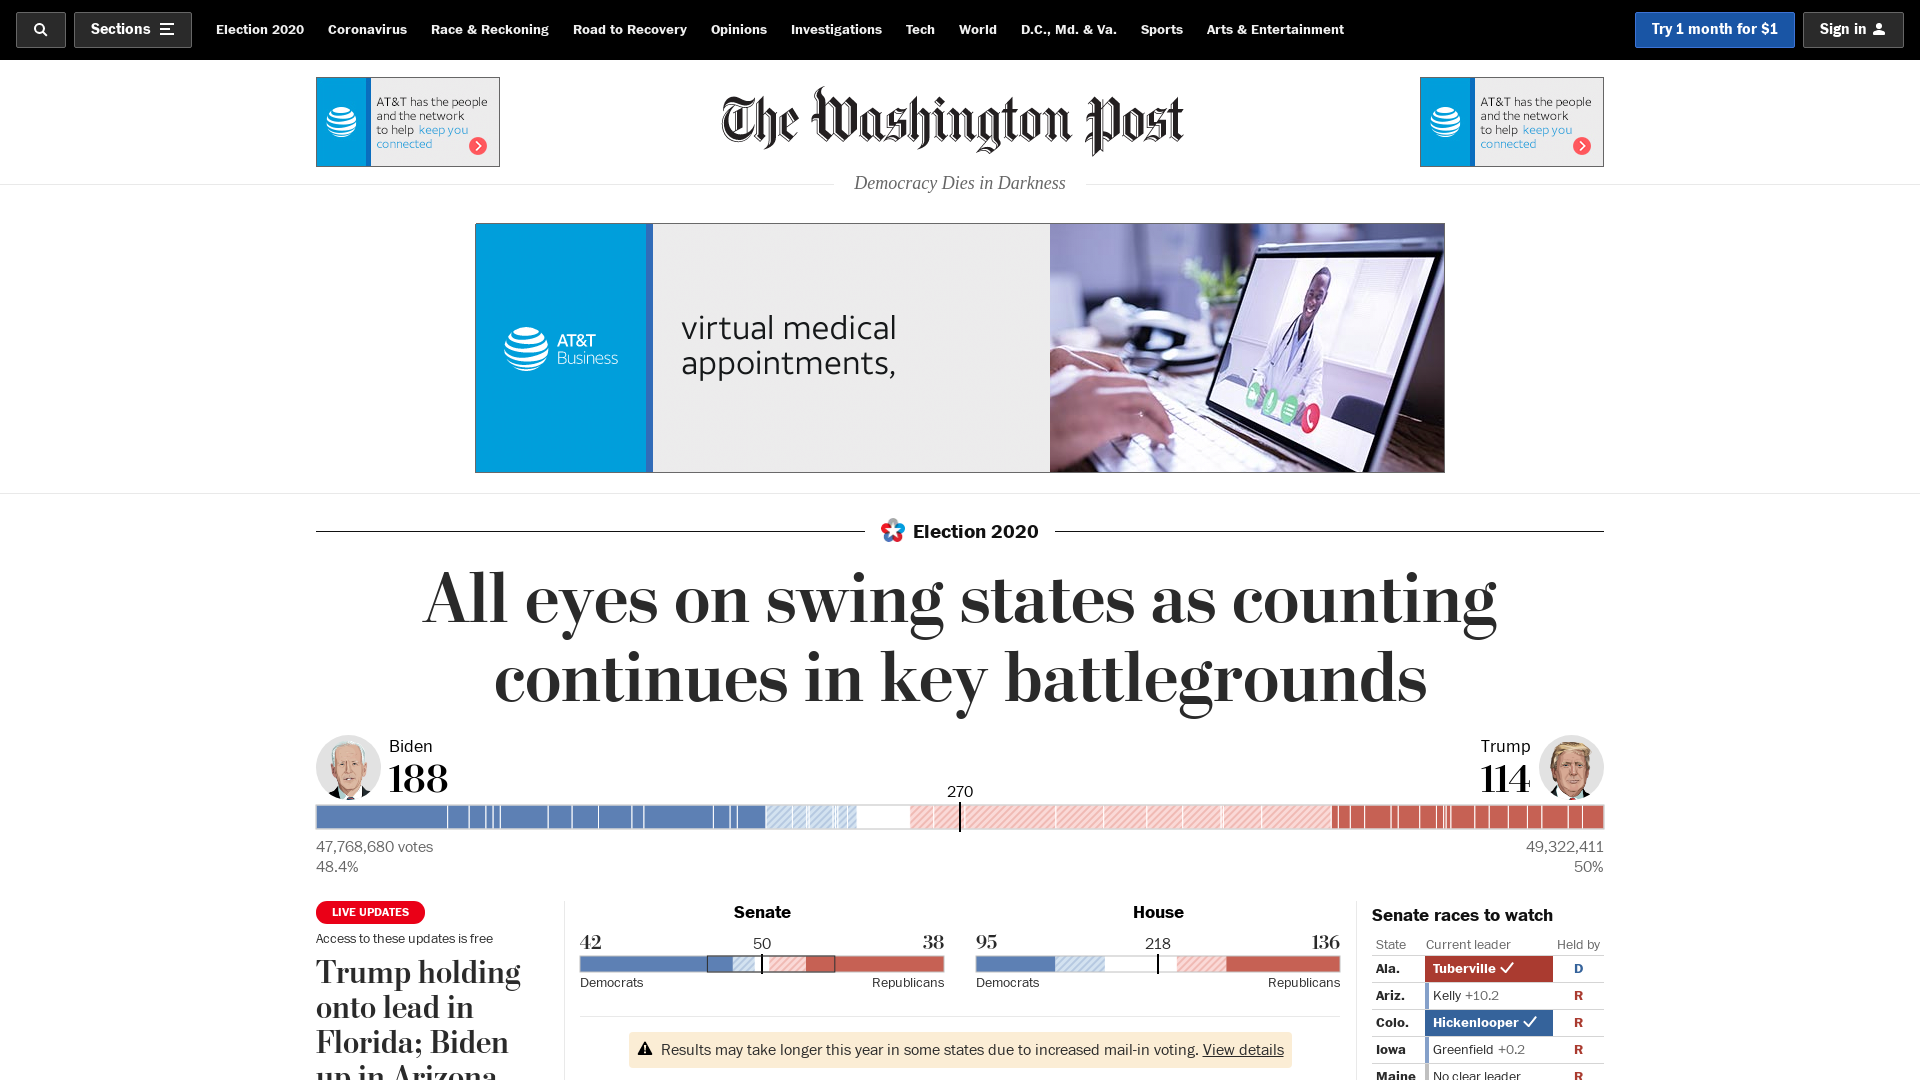 Sections
Election 2020
Coronavirus
Race & Reckoning
Road to Recovery
Opinions
Investigations
Tech
World
D.C., Md. & Va.
Sports
Arts & Entertainment
Try 1 month for $1
Sign in
AT&T has the people
and the network
to help keep you
connected
The Washington Post
AT&T has the people
and the network
to help keep you
connected
Democracy Dies in Darkness
AT&T
Business
virtual medical
appointments,
Election 2020
All eyes on swing states as counting
continues in key battlegrounds
Biden
188
Trump
114
270
47,768,680 votes
48.4%
49,322,411
50%
LIVE UPDATES
Access to these updates is free
Trump holding
onto lead in
Florida; Biden
up in Arizona
Senate
42
50
38
Democrats
Republicans
House
95
218
136
Democrats
Republicans
Results may take longer this year in some states due to increased mail-in voting. View details
Senate races to watch
State Current leader Held by
Ala. Tuberville D
Ariz. Kelly +10.2 R
Colo. Hickenlooper R
Iowa Greenfield +0.2 R
Maine No clear leader R